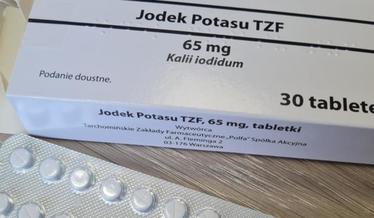 Jodek Potasu TZF
65 mg
Kalii iodidum
Podanie doustne.
30 tablete
Jodek Potasu TZF, 65 mg, tabletki
Wytwórca
Tarchomińskie Zakłady Farmaceutyczne „Polfa" Spółka Akcyjna
ul. A. Fleminga 2
03-176 Warszawa